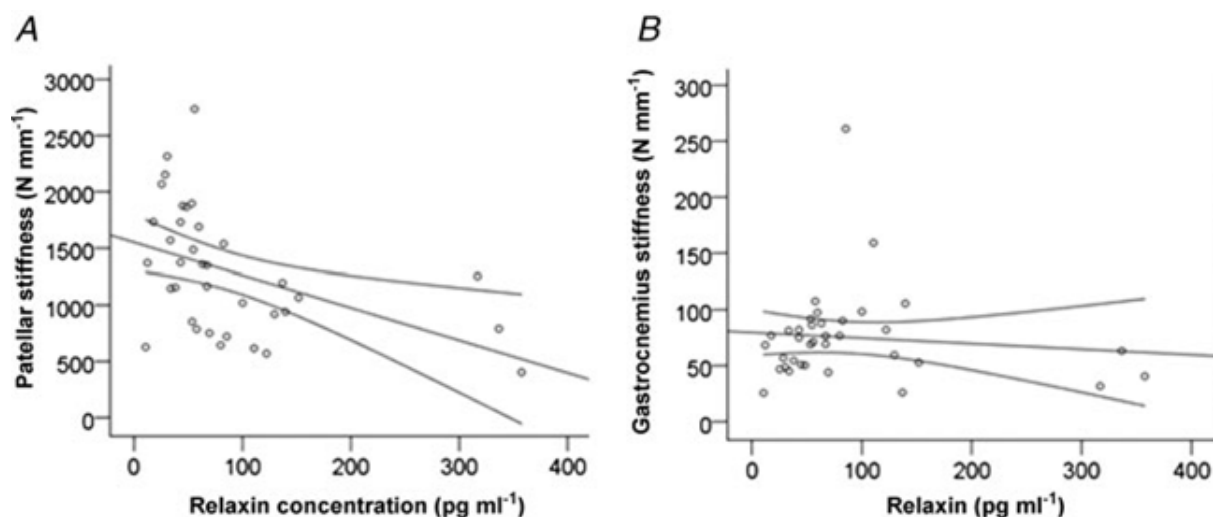 A
Patellar stiffness (N mm⁻¹)
3000
2500
2000
1500
1000
500
0
0 100 200 300 400
Relaxin concentration (pg ml⁻¹)
B
Gastrocnemius stiffness (N mm⁻¹)
300
250
200
150
100
50
0
0 100 200 300 400
Relaxin (pg ml⁻¹)